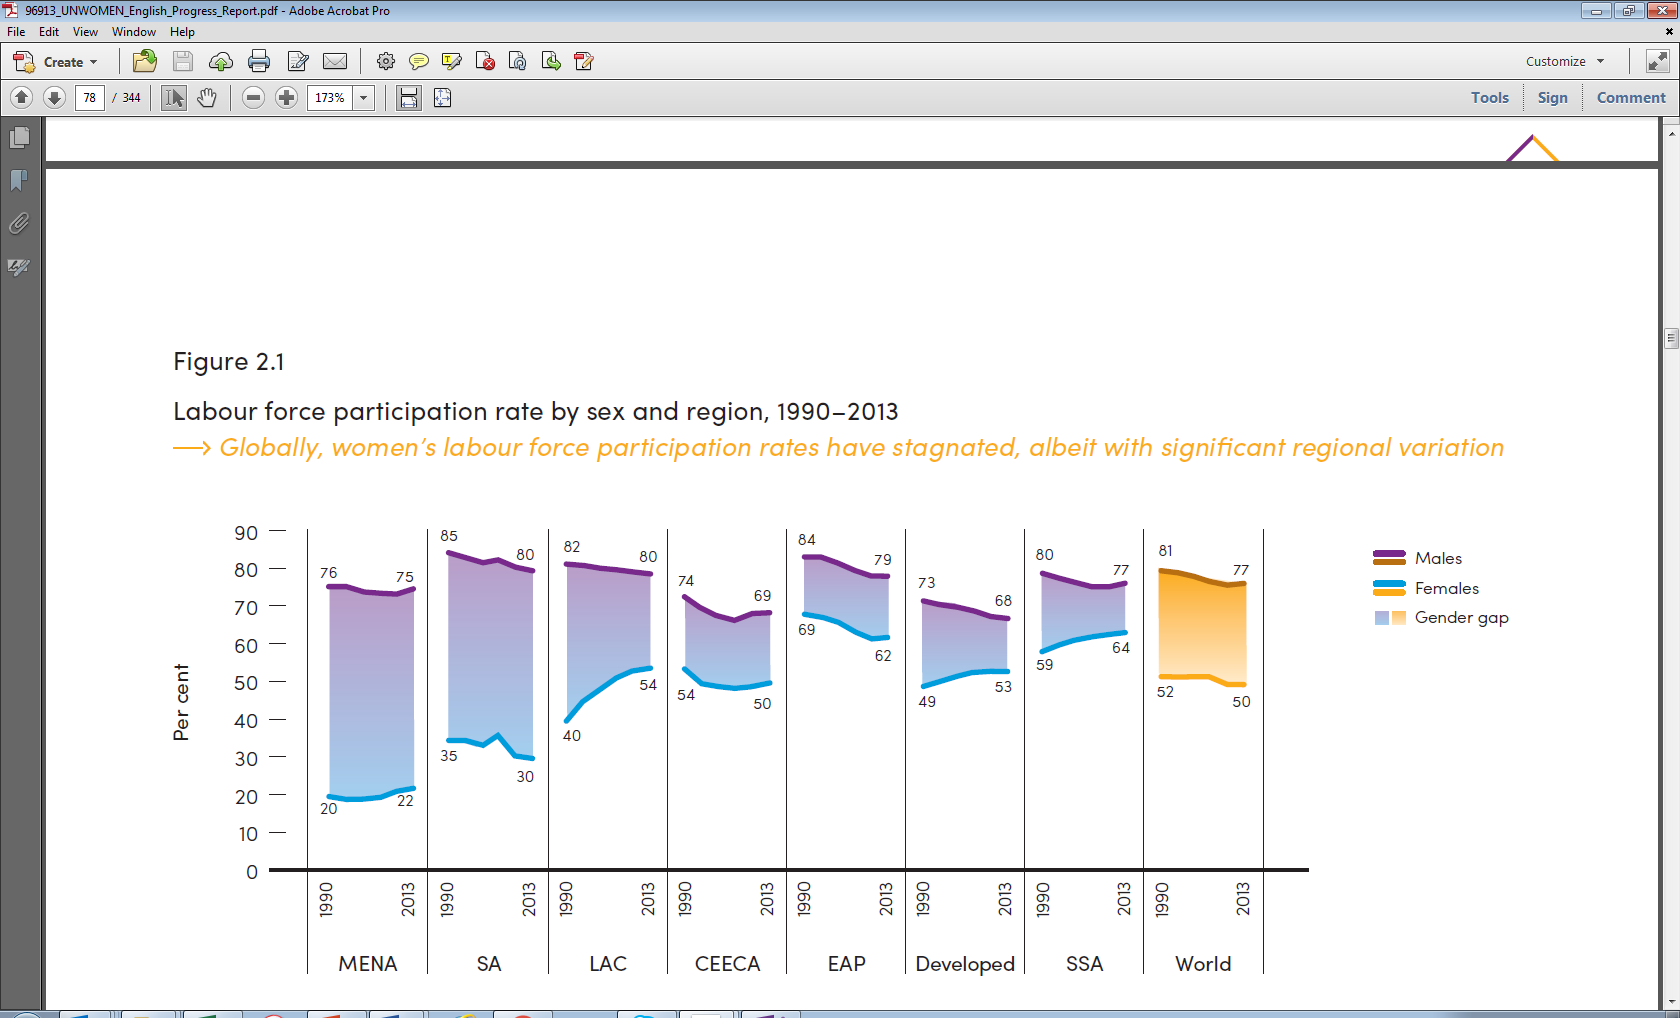 96913_UNWOMEN_English_Progress_Report.pdf - Adobe Acrobat Pro
File Edit View Window Help
Create
Customize
78 / 344
173%
Tools Sign Comment
Figure 2.1
Labour force participation rate by sex and region, 1990–2013
Globally, women’s labour force participation rates have stagnated, albeit with significant regional variation
Per cent
90
80
70
60
50
40
30
20
10
0
76 75
20 22
85 80
35 30
82 80
40 54
74 69
54 50
84 79
69 62
73 68
49 53
80 77
59 64
81 77
52 50
Males
Females
Gender gap
1990 2013 1990 2013 1990 2013 1990 2013 1990 2013 1990 2013 1990 2013 1990 2013
MENA SA LAC CEECA EAP Developed SSA World